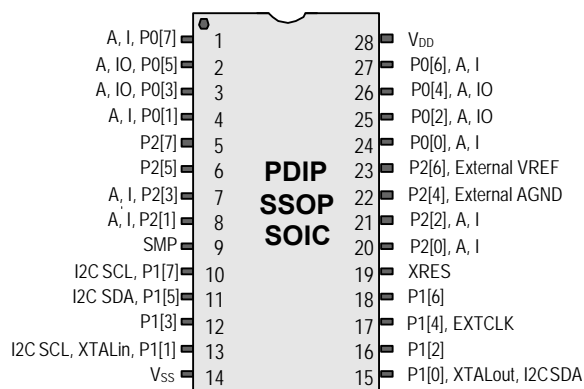 A, I, P0[7] 1 28 VDD
A, IO, P0[5] 2 27 P0[6], A, I
A, IO, P0[3] 3 26 P0[4], A, IO
A, I, P0[1] 4 25 P0[2], A, IO
P2[7] 5 24 P0[0], A, I
P2[5] 6 PDIP 23 P2[6], External VREF
A, I, P2[3] 7 SSOP 22 P2[4], External AGND
A, I, P2[1] 8 SOIC 21 P2[2], A, I
SMP 9 20 P2[0], A, I
I2C SCL, P1[7] 10 19 XRES
I2C SDA, P1[5] 11 18 P1[6]
P1[3] 12 17 P1[4], EXTCLK
I2C SCL, XTALin, P1[1] 13 16 P1[2]
Vss 14 15 P1[0], XTALout, I2CSDA